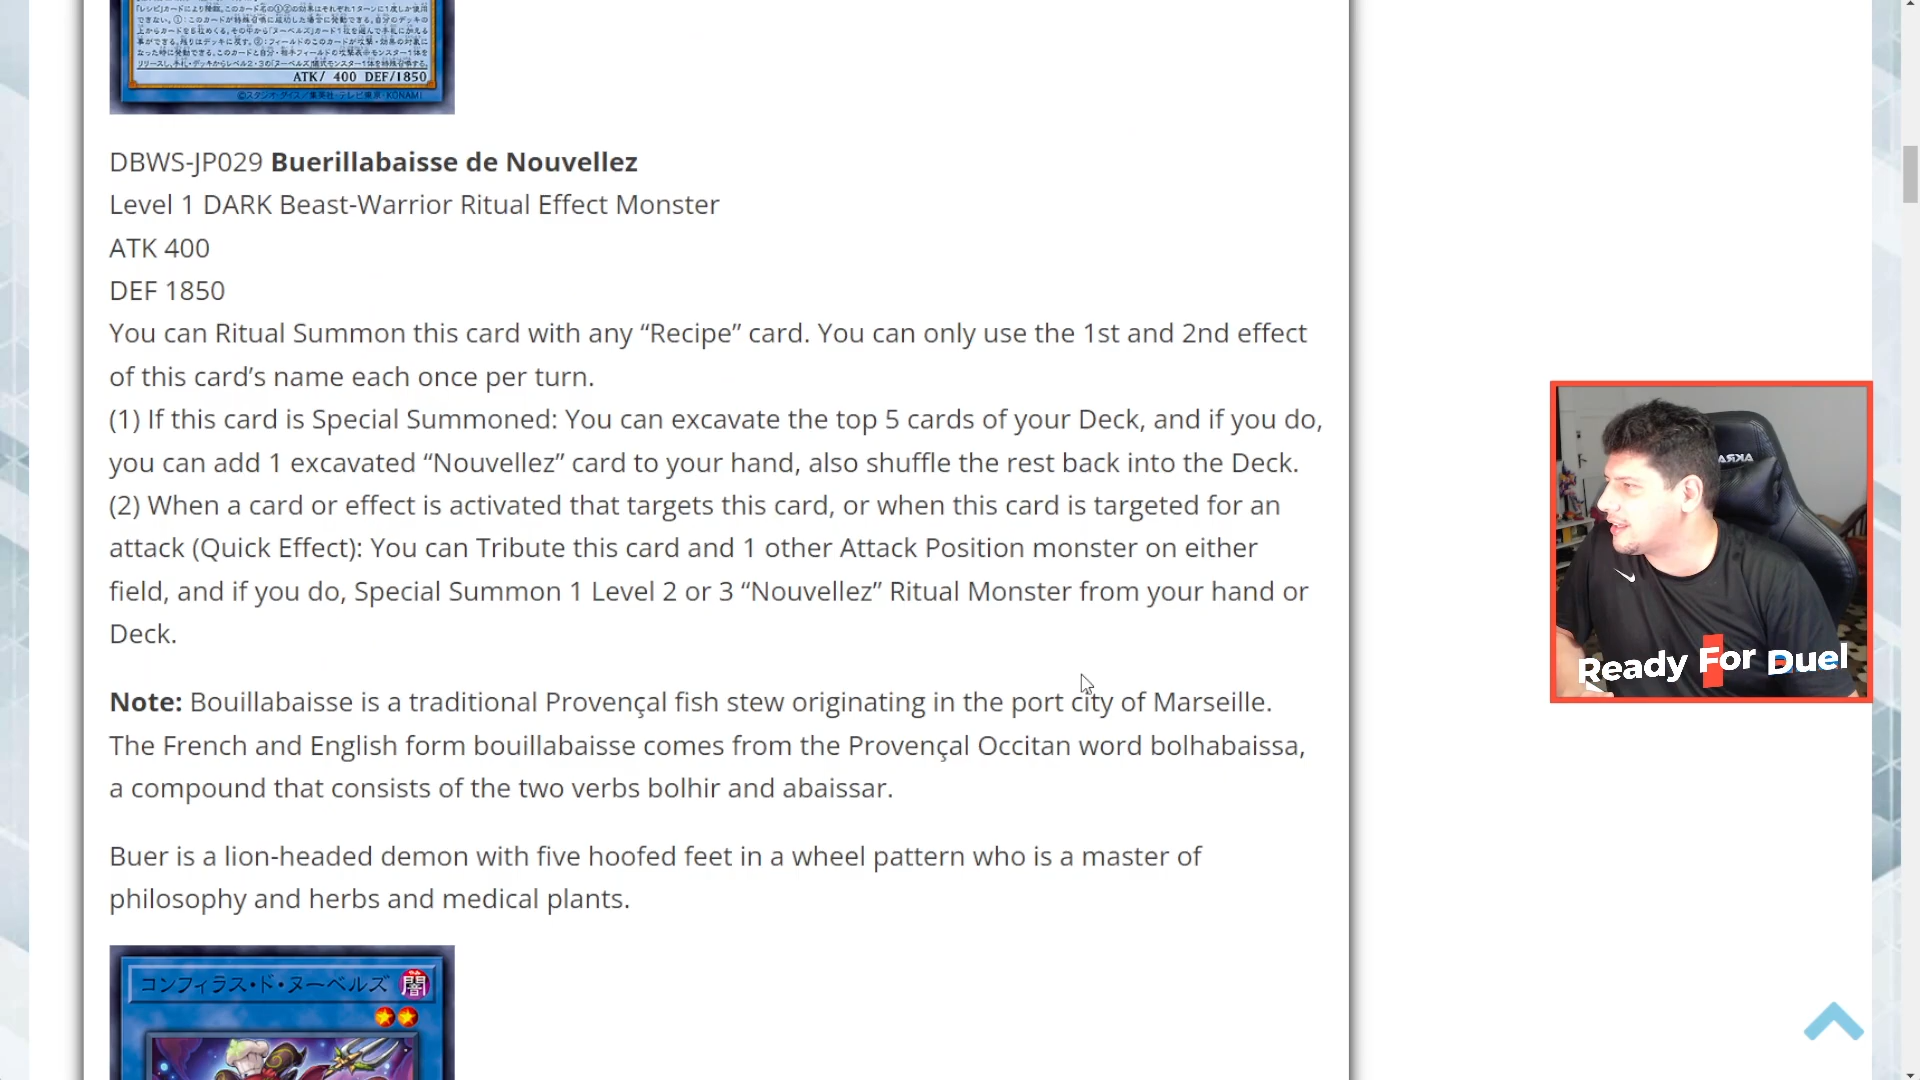 ATK/ 400 DEF/1850
DBWS-JP029 Buerillabaisse de Nouvellez
Level 1 DARK Beast-Warrior Ritual Effect Monster
ATK 400
DEF 1850
You can Ritual Summon this card with any “Recipe” card. You can only use the 1st and 2nd effect
of this card’s name each once per turn.
(1) If this card is Special Summoned: You can excavate the top 5 cards of your Deck, and if you do,
you can add 1 excavated “Nouvellez” card to your hand, also shuffle the rest back into the Deck.
(2) When a card or effect is activated that targets this card, or when this card is targeted for an
attack (Quick Effect): You can Tribute this card and 1 other Attack Position monster on either
field, and if you do, Special Summon 1 Level 2 or 3 “Nouvellez” Ritual Monster from your hand or
Deck.
Note: Bouillabaisse is a traditional Provençal fish stew originating in the port city of Marseille.
The French and English form bouillabaisse comes from the Provençal Occitan word bolhabaissa,
a compound that consists of the two verbs bolhir and abaissar.
Buer is a lion-headed demon with five hoofed feet in a wheel pattern who is a master of
philosophy and herbs and medical plants.
コンフィラス・ド・ヌーベルズ 闇
Ready For Duel